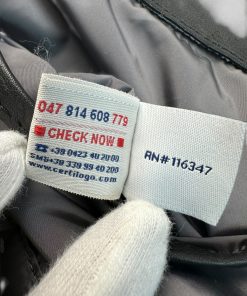 047 814 608 779
CHECK NOW
☎ +39 0423 40 20 00
SMS +39 339 99 40 200
www.certilogo.com
RN#116347